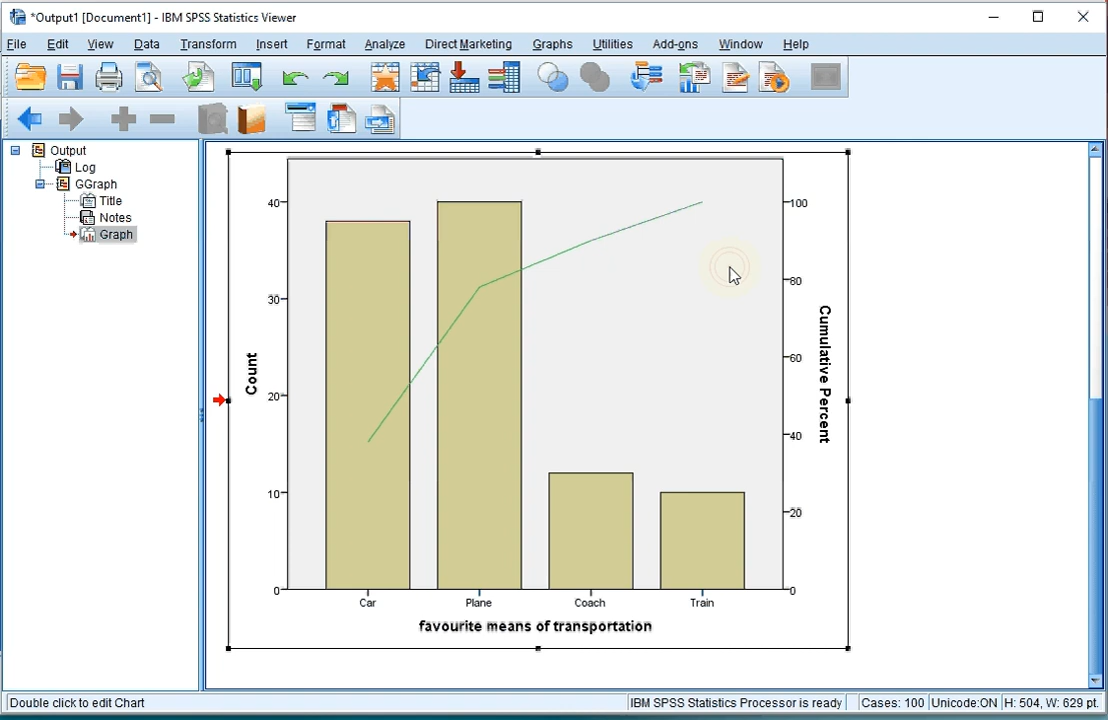 *Output1 [Document1] - IBM SPSS Statistics Viewer
File Edit View Data Transform Insert Format Analyze Direct Marketing Graphs Utilities Add-ons Window Help
Output
Log
GGraph
Title
Notes
Graph
40
30
20
10
0
Count
100
80
60
40
20
0
Cumulative Percent
Car Plane Coach Train
favourite means of transportation
Double click to edit Chart
IBM SPSS Statistics Processor is ready
Cases: 100
Unicode:ON
H: 504, W: 629 pt.